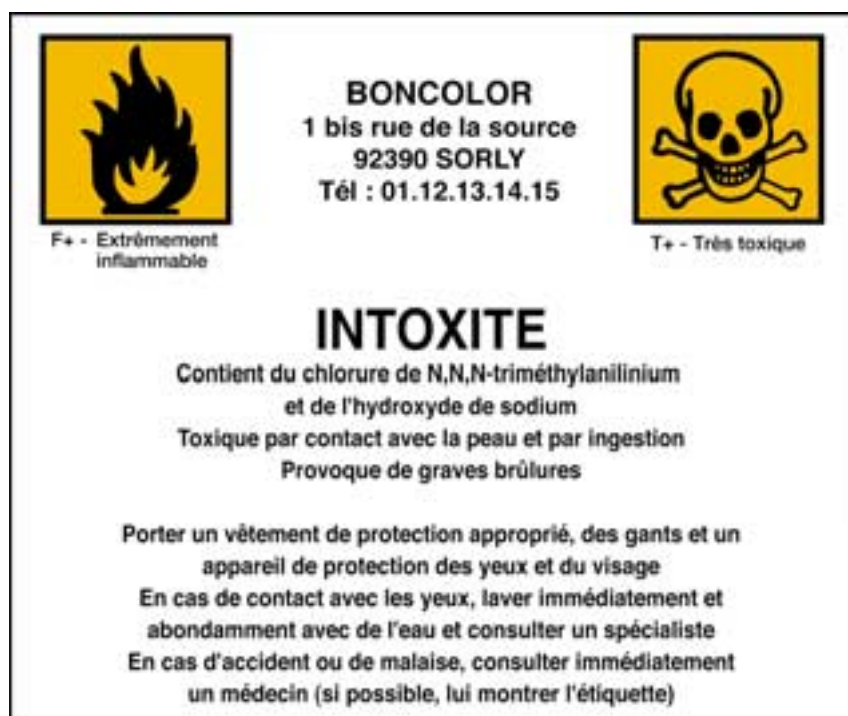 BONCOLOR
1 bis rue de la source
92390 SORLY
Tél : 01.12.13.14.15
F+ - Extrêmement
inflammable
T+ - Très toxique
INTOXITE
Contient du chlorure de N,N,N-triméthylanilinium
et de l'hydroxyde de sodium
Toxique par contact avec la peau et par ingestion
Provoque de graves brûlures
Porter un vêtement de protection approprié, des gants et un
appareil de protection des yeux et du visage
En cas de contact avec les yeux, laver immédiatement et
abondamment avec de l'eau et consulter un spécialiste
En cas d'accident ou de malaise, consulter immédiatement
un médecin (si possible, lui montrer l'étiquette)